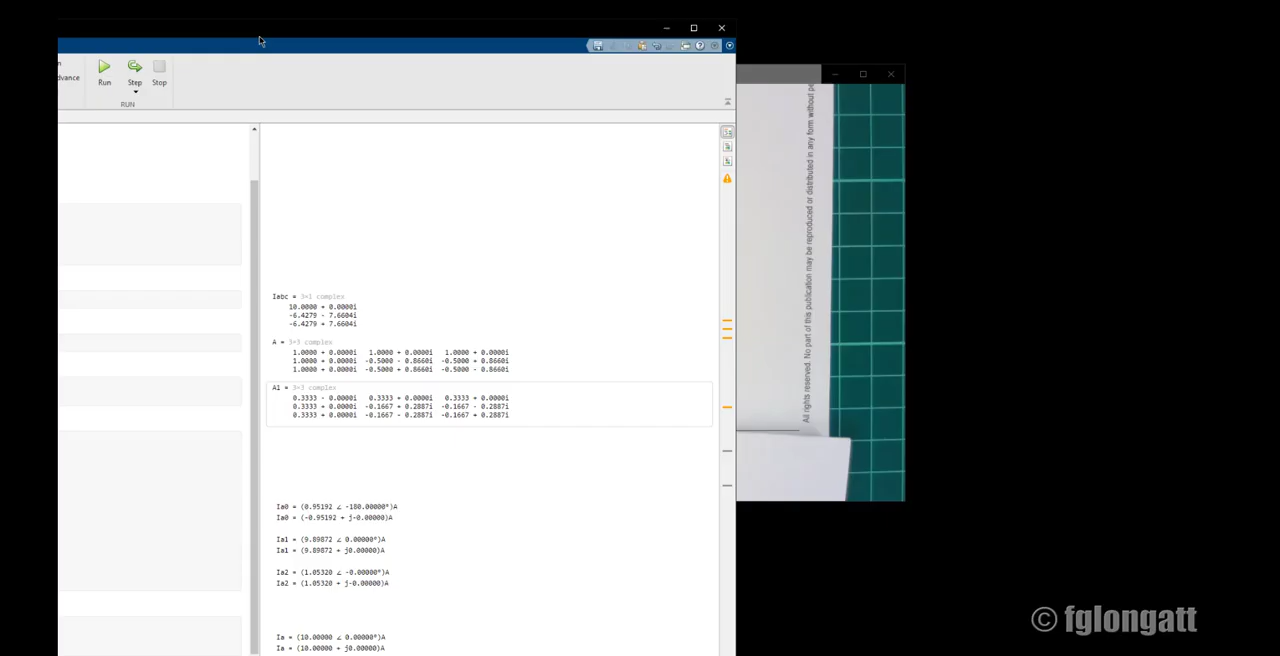 dvance
Run
Step
Stop
RUN
Iabc = 3×1 complex
10.0000 + 0.0000i
-6.4279 - 7.6604i
-6.4279 + 7.6604i
A = 3×3 complex
1.0000 + 0.0000i 1.0000 + 0.0000i 1.0000 + 0.0000i
1.0000 + 0.0000i -0.5000 - 0.8660i -0.5000 + 0.8660i
1.0000 + 0.0000i -0.5000 + 0.8660i -0.5000 - 0.8660i
A1 = 3×3 complex
0.3333 - 0.0000i 0.3333 + 0.0000i 0.3333 + 0.0000i
0.3333 + 0.0000i -0.1667 + 0.2887i -0.1667 - 0.2887i
0.3333 + 0.0000i -0.1667 - 0.2887i -0.1667 + 0.2887i
Ia0 = (0.95192 ∠ -180.00000°)A
Ia0 = (-0.95192 + j-0.00000)A
Ia1 = (9.89872 ∠ 0.00000°)A
Ia1 = (9.89872 + j0.00000)A
Ia2 = (1.05320 ∠ -0.00000°)A
Ia2 = (1.05320 + j-0.00000)A
Ia = (10.00000 ∠ 0.00000°)A
Ia = (10.00000 + j0.00000)A
All rights reserved. No part of this publication may be reproduced or distributed in any form without pe
© fglongatt